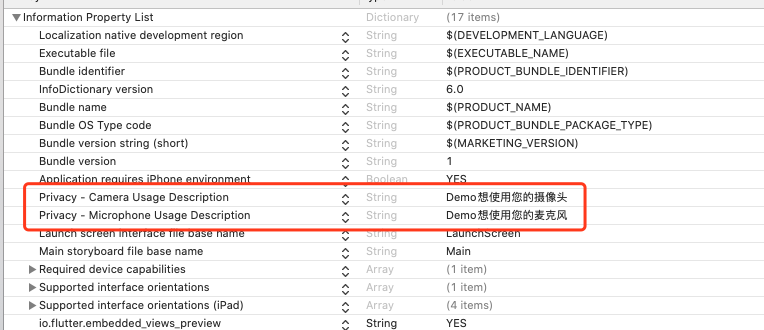 Information Property List Dictionary (17 items)
Localization native development region String $(DEVELOPMENT_LANGUAGE)
Executable file String $(EXECUTABLE_NAME)
Bundle identifier String $(PRODUCT_BUNDLE_IDENTIFIER)
InfoDictionary version String 6.0
Bundle name String $(PRODUCT_NAME)
Bundle OS Type code String $(PRODUCT_BUNDLE_PACKAGE_TYPE)
Bundle version string (short) String $(MARKETING_VERSION)
Bundle version String 1
Application requires iPhone environment Boolean YES
Privacy - Camera Usage Description String Demo想使用您的摄像头
Privacy - Microphone Usage Description String Demo想使用您的麦克风
Launch screen interface file base name String LaunchScreen
Main storyboard file base name String Main
Required device capabilities Array (1 item)
Supported interface orientations Array (1 item)
Supported interface orientations (iPad) Array (4 items)
io.flutter.embedded_views_preview String YES